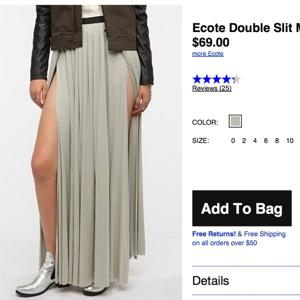 Ecote Double Slit M
$69.00
more Ecote
Reviews (25)
COLOR:
SIZE: 0 2 4 6 8 10
Add To Bag
Free Returns! & Free Shipping
on all orders over $50
Details